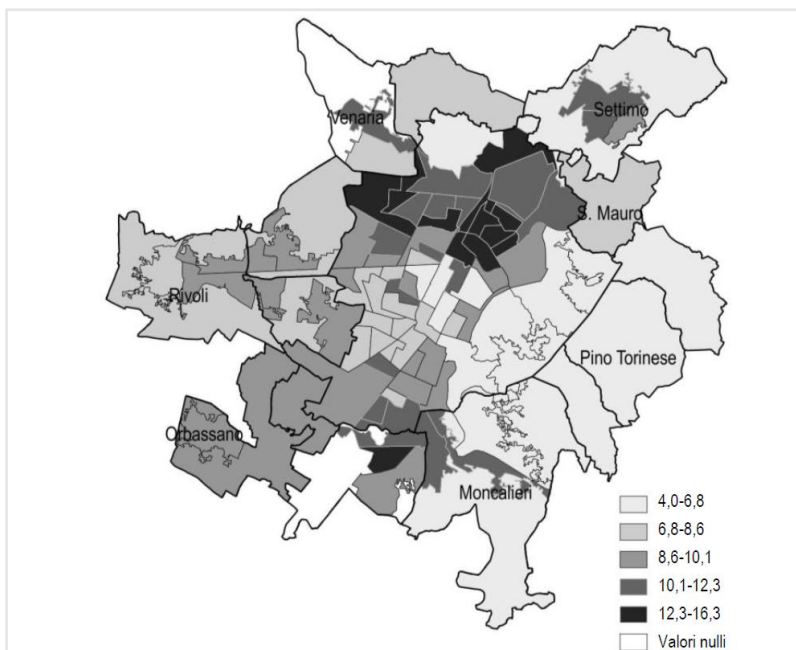 Venaria
Settimo
S. Mauro
Rivoli
Pino Torinese
Orbassano
Moncalieri
4,0-6,8
6,8-8,6
8,6-10,1
10,1-12,3
12,3-16,3
Valori nulli